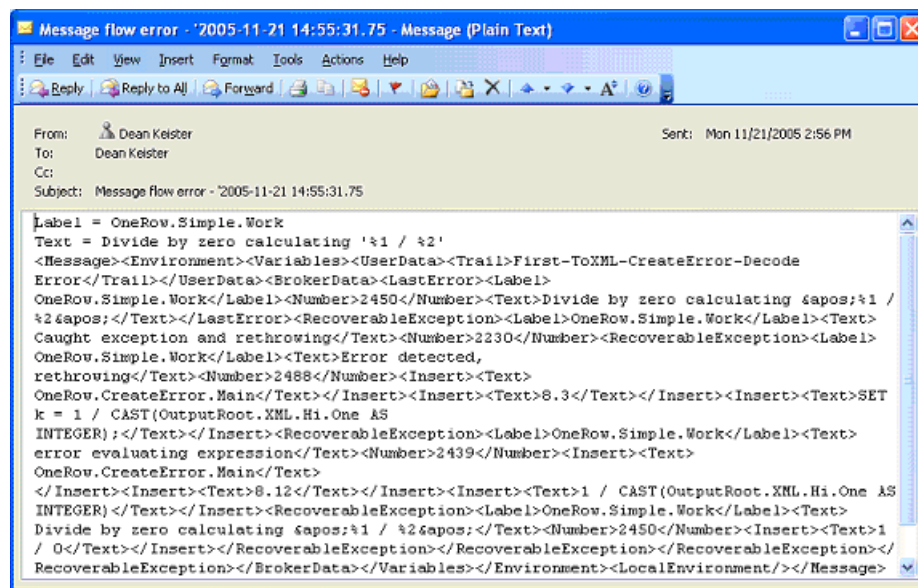 Message flow error - '2005-11-21 14:55:31.75 - Message (Plain Text)
File Edit View Insert Format Tools Actions Help
Reply Reply to All Forward
From: Dean Keister Sent: Mon 11/21/2005 2:56 PM
To: Dean Keister
Cc:
Subject: Message flow error - '2005-11-21 14:55:31.75
Label = OneRow.Simple.Work
Text = Divide by zero calculating '%1 / %2'
<Message><Environment><Variables><UserData><Trail>First-ToXML-CreateError-Decode
Error</Trail></UserData><BrokerData><LastError><Label>
OneRow.Simple.Work</Label><Number>2450</Number><Text>Divide by zero calculating &apos;%1 /
%2&apos;</Text></LastError><RecoverableException><Label>OneRow.Simple.Work</Label><Text>
Caught exception and rethrowing</Text><Number>2230</Number><RecoverableException><Label>
OneRow.Simple.Work</Label><Text>Error detected,
rethrowing</Text><Number>2488</Number><Insert><Text>
OneRow.CreateError.Main</Text></Insert><Insert><Text>8.3</Text></Insert><Insert><Text>SET
k = 1 / CAST(OutputRoot.XML.Hi.One AS
INTEGER);</Text></Insert><RecoverableException><Label>OneRow.Simple.Work</Label><Text>
error evaluating expression</Text><Number>2439</Number><Insert><Text>
OneRow.CreateError.Main</Text>
</Insert><Insert><Text>8.12</Text></Insert><Insert><Text>1 / CAST(OutputRoot.XML.Hi.One AS
INTEGER)</Text></Insert><RecoverableException><Label>OneRow.Simple.Work</Label><Text>
Divide by zero calculating &apos;%1 / %2&apos;</Text><Number>2450</Number><Insert><Text>1
/ 0</Text></Insert></RecoverableException></RecoverableException></RecoverableException></
RecoverableException></BrokerData></Variables></Environment><LocalEnvironment/></Message>